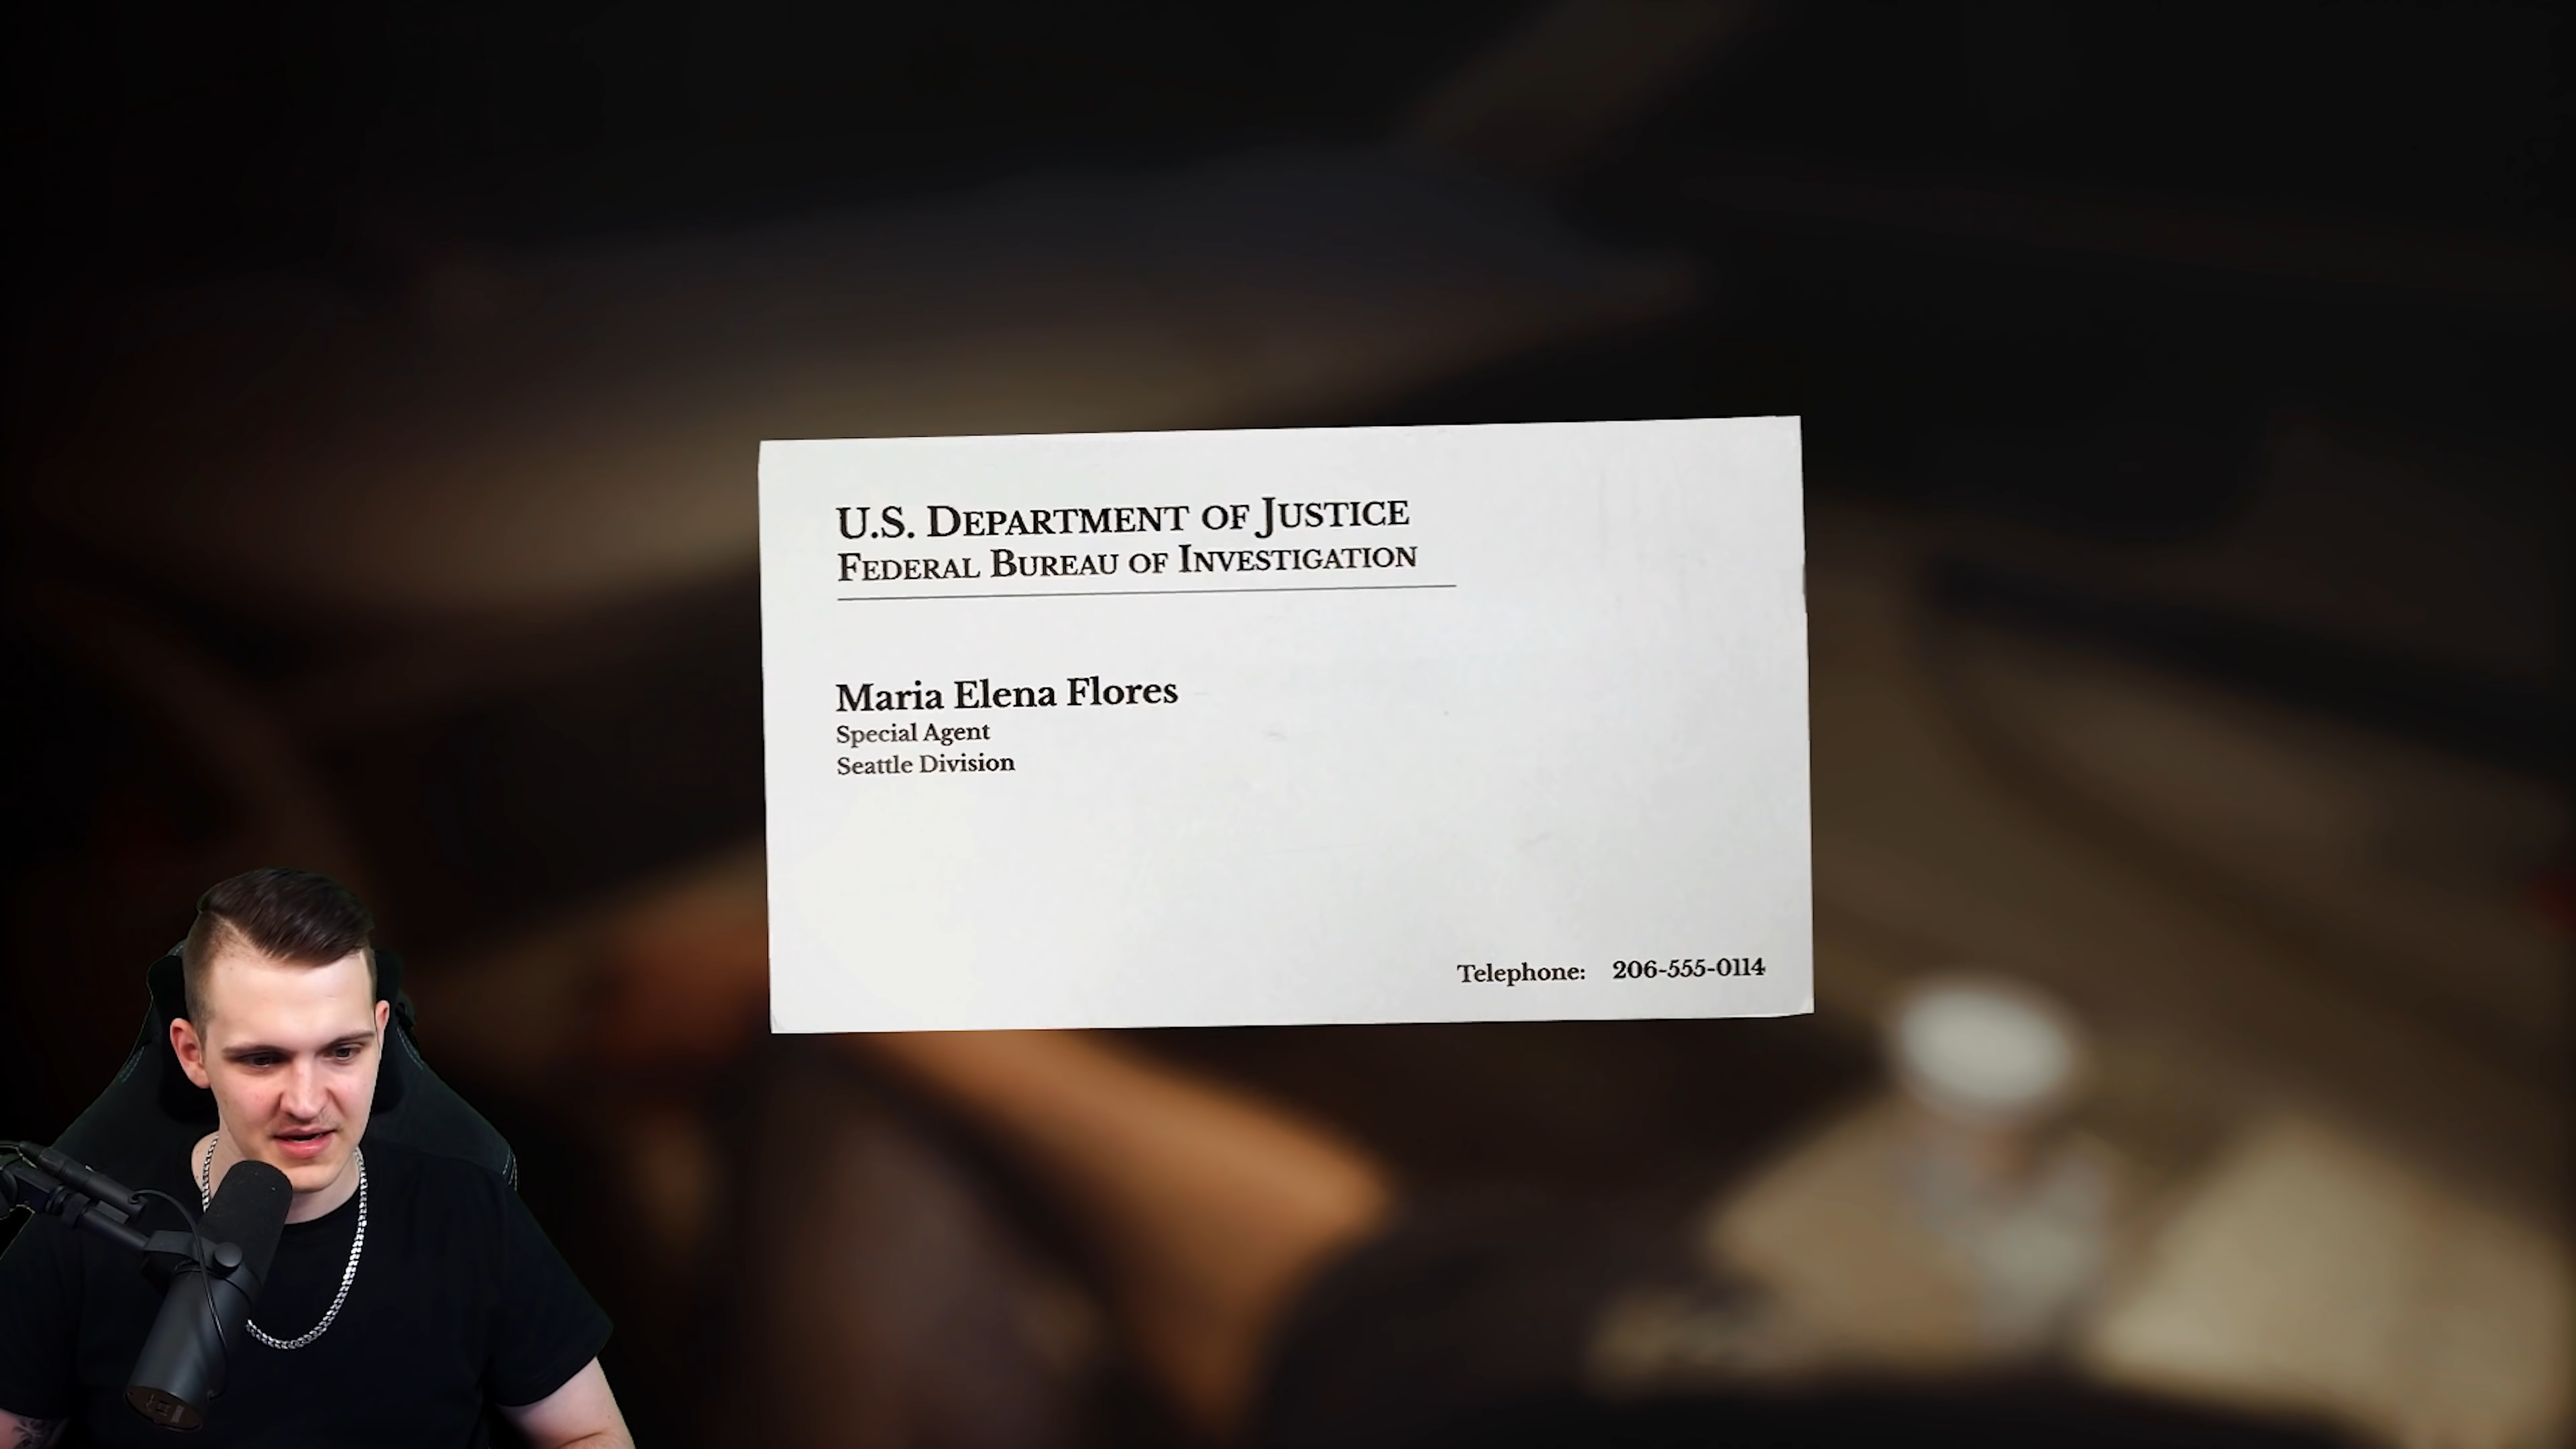 U.S. DEPARTMENT OF JUSTICE
FEDERAL BUREAU OF INVESTIGATION
Maria Elena Flores
Special Agent
Seattle Division
Telephone: 206-555-0114